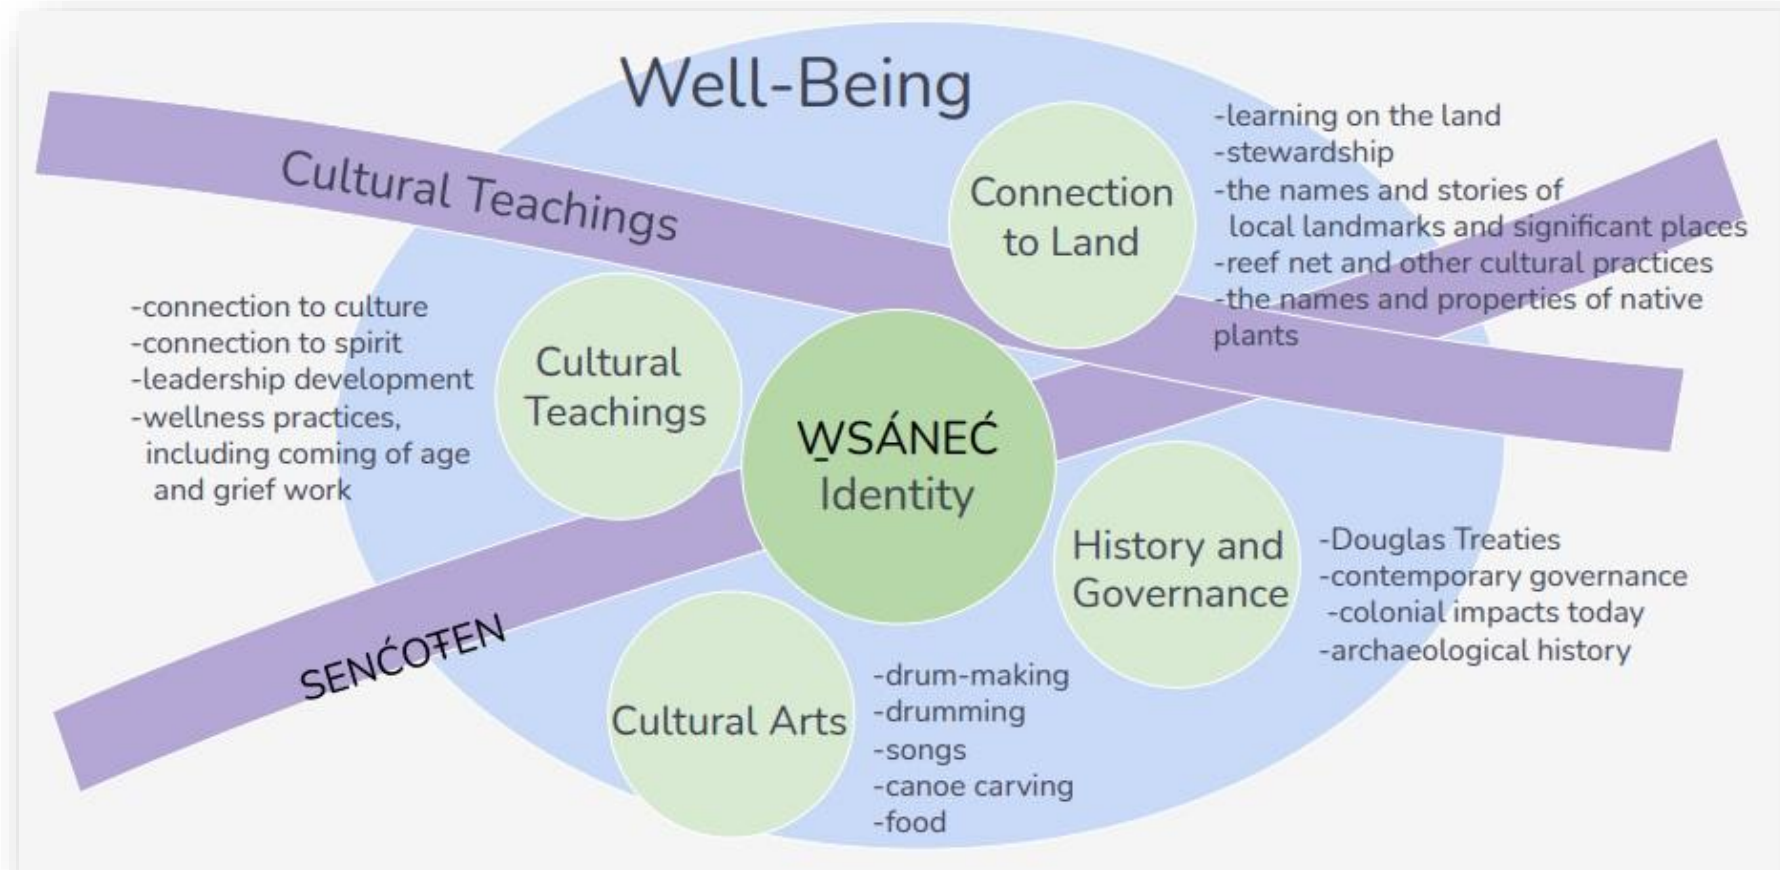 Well-Being
Cultural Teachings
Connection
to Land
-learning on the land
-stewardship
-the names and stories of
local landmarks and significant places
-reef net and other cultural practices
-the names and properties of native
plants
-connection to culture
-connection to spirit
-leadership development
-wellness practices,
including coming of age
and grief work
Cultural
Teachings
W̱SÁNEĆ
Identity
History and
Governance
-Douglas Treaties
-contemporary governance
-colonial impacts today
-archaeological history
SENĆOŦEN
Cultural Arts
-drum-making
-drumming
-songs
-canoe carving
-food